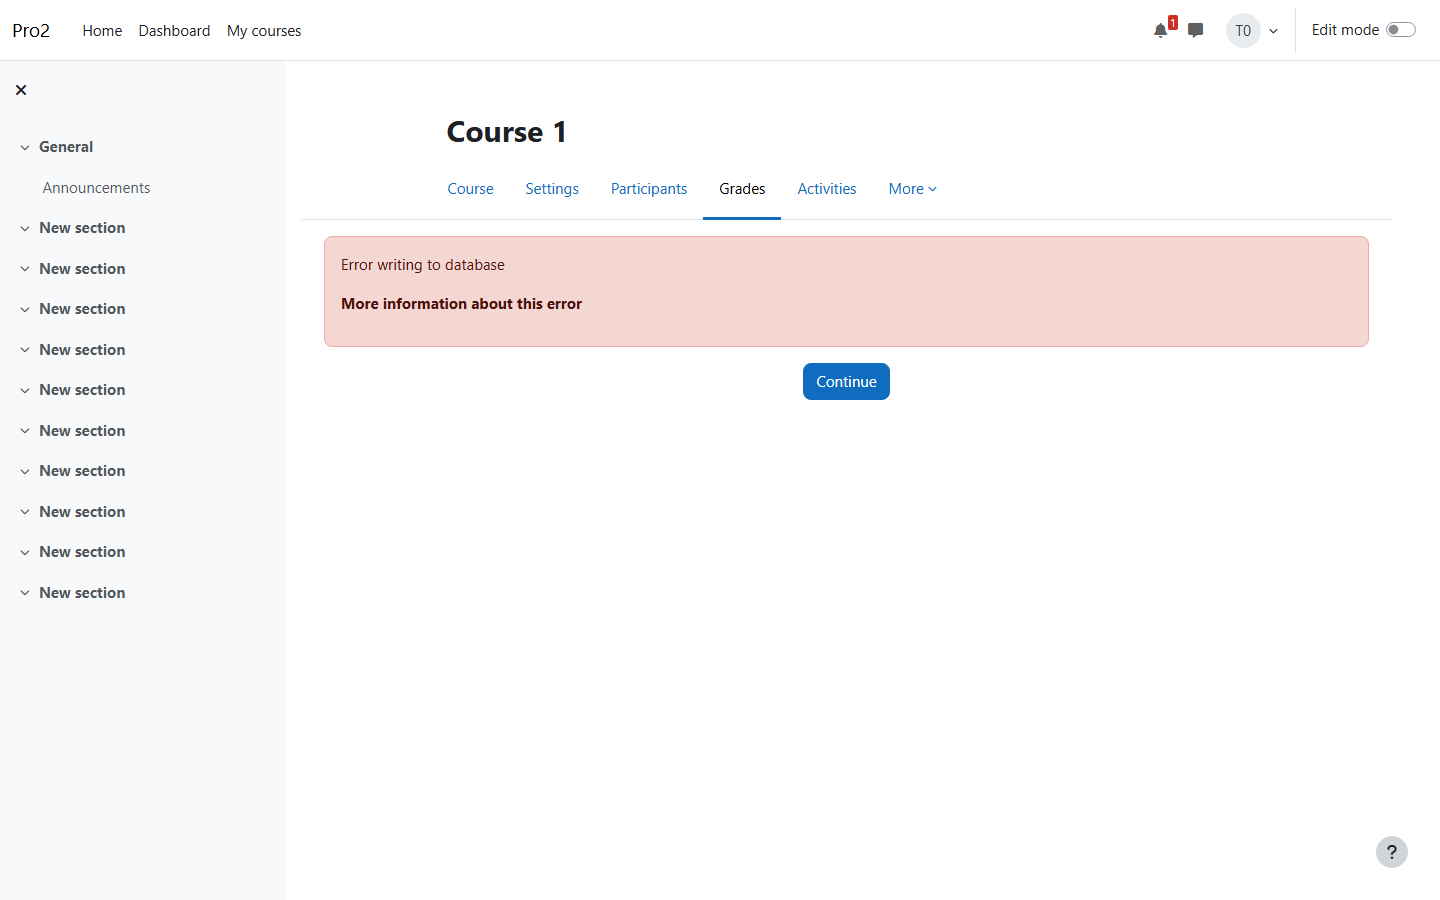 Pro2
Home
Dashboard
My courses
1
T0
Edit mode
General
Announcements
New section
New section
New section
New section
New section
New section
New section
New section
New section
New section
Course 1
Course
Settings
Participants
Grades
Activities
More
Error writing to database
More information about this error
Continue
?